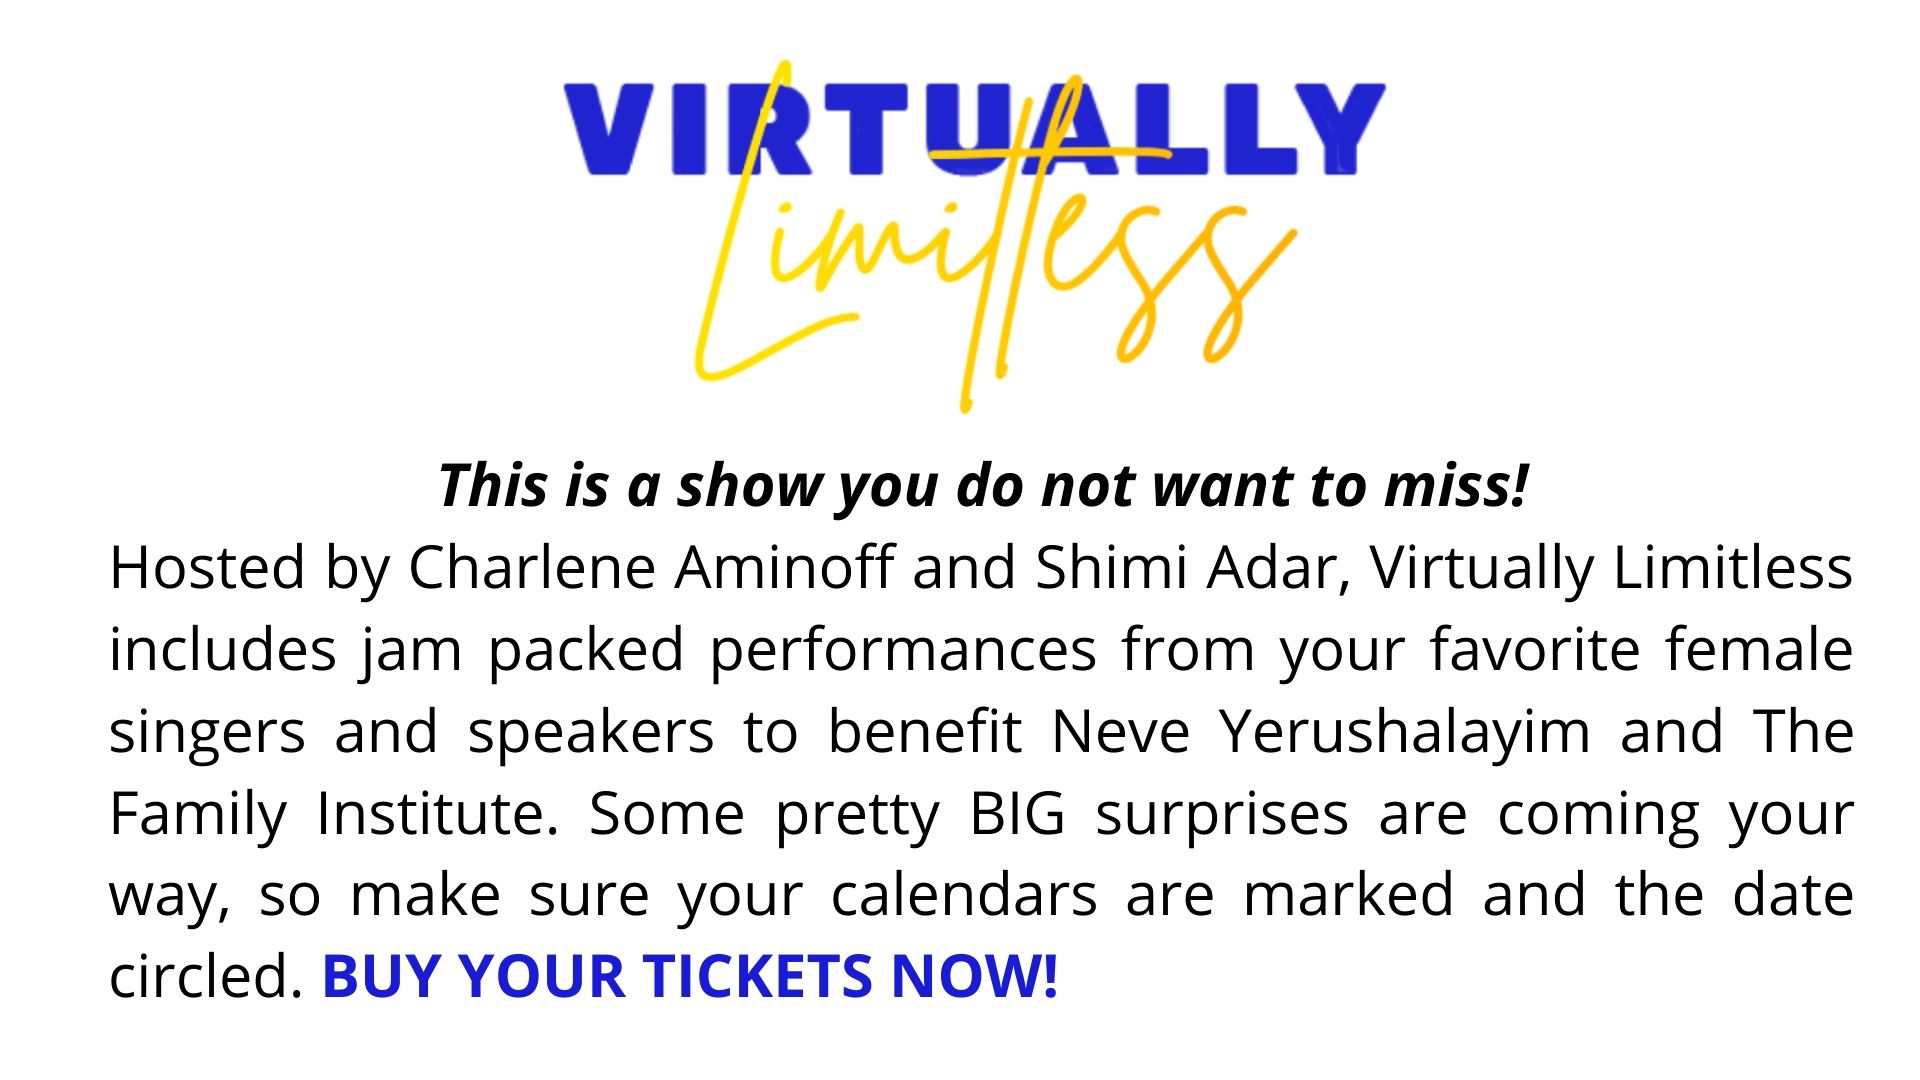 VIRTUALLY
Limitless
This is a show you do not want to miss!
Hosted by Charlene Aminoff and Shimi Adar, Virtually Limitless
includes jam packed performances from your favorite female
singers and speakers to benefit Neve Yerushalayim and The
Family Institute. Some pretty BIG surprises are coming your
way, so make sure your calendars are marked and the date
circled. BUY YOUR TICKETS NOW!